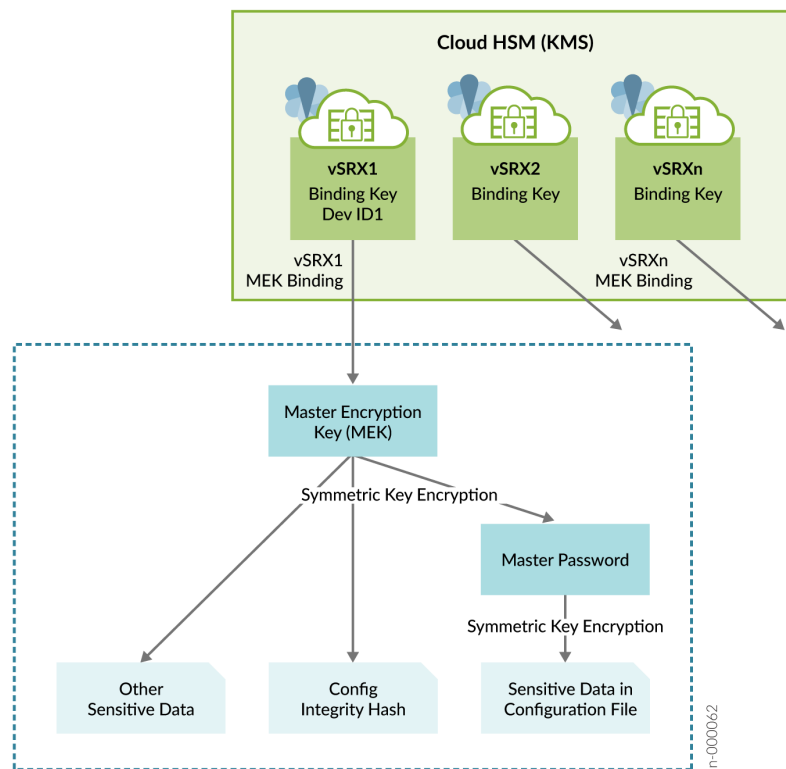 Cloud HSM (KMS)
vSRX1
Binding Key
Dev ID1
vSRX2
Binding Key
vSRXn
Binding Key
vSRX1
MEK Binding
vSRXn
MEK Binding
Master Encryption
Key (MEK)
Symmetric Key Encryption
Master Password
Symmetric Key Encryption
Other
Sensitive Data
Config
Integrity Hash
Sensitive Data in
Configuration File
n-000062